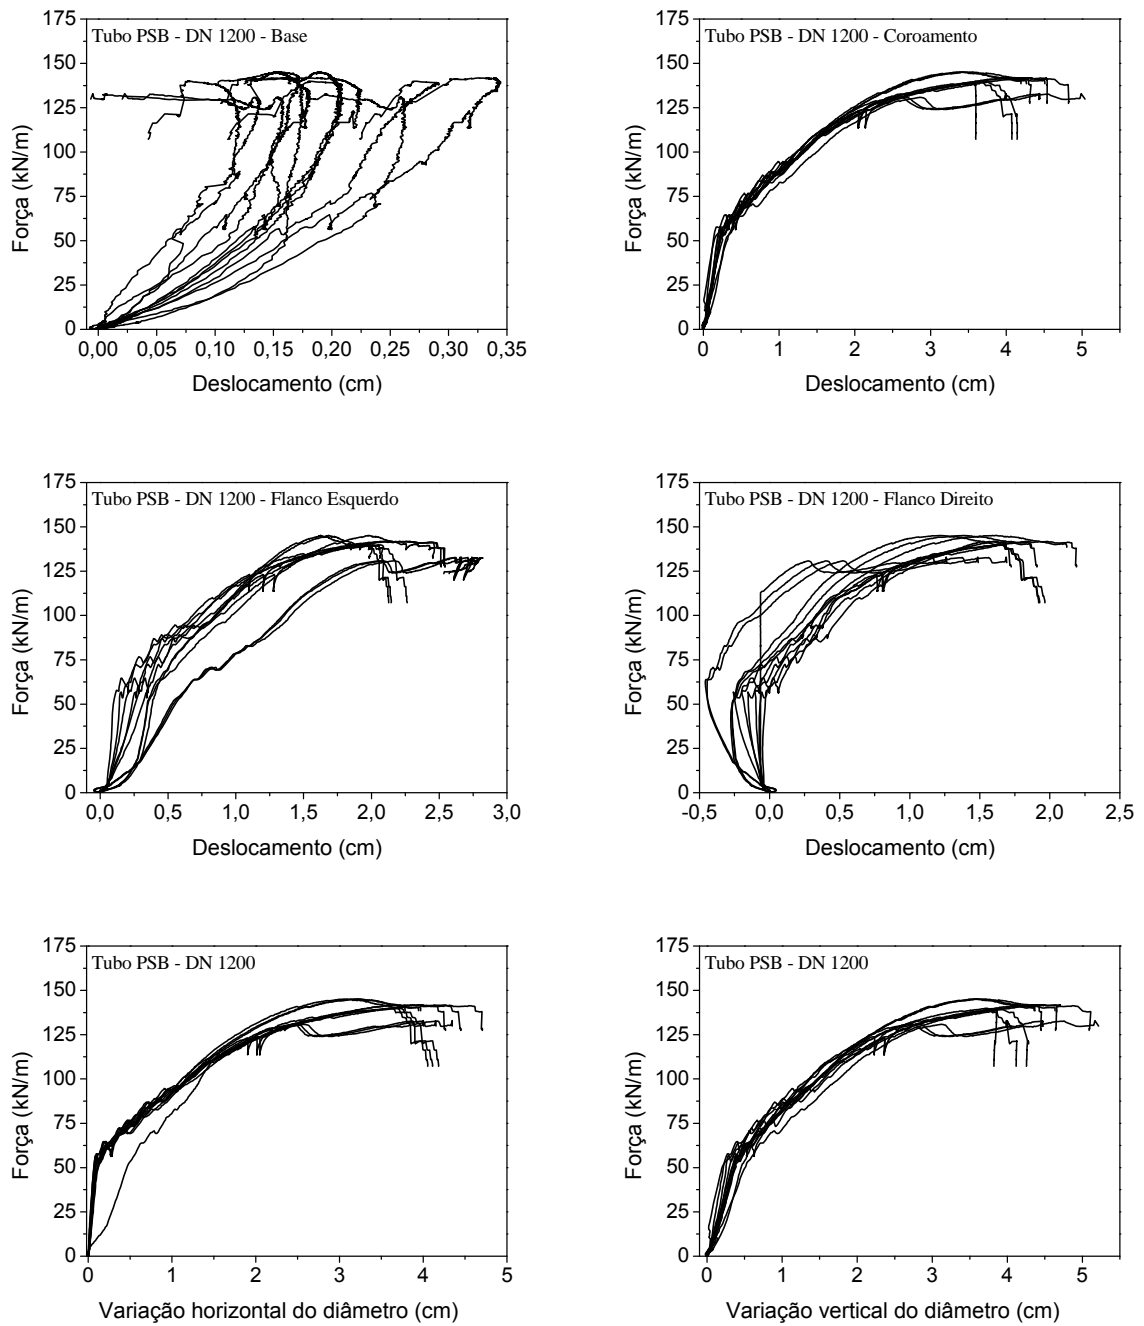 Tubo PSB - DN 1200 - Base
Força (kN/m)
175
150
125
100
75
50
25
0
0,00 0,05 0,10 0,15 0,20 0,25 0,30 0,35
Deslocamento (cm)
Tubo PSB - DN 1200 - Coroamento
Força (kN/m)
175
150
125
100
75
50
25
0
0 1 2 3 4 5
Deslocamento (cm)
Tubo PSB - DN 1200 - Flanco Esquerdo
Força (kN/m)
175
150
125
100
75
50
25
0
0,0 0,5 1,0 1,5 2,0 2,5 3,0
Deslocamento (cm)
Tubo PSB - DN 1200 - Flanco Direito
Força (kN/m)
175
150
125
100
75
50
25
0
-0,5 0,0 0,5 1,0 1,5 2,0 2,5
Deslocamento (cm)
Tubo PSB - DN 1200
Força (kN/m)
175
150
125
100
75
50
25
0
0 1 2 3 4 5
Variação horizontal do diâmetro (cm)
Tubo PSB - DN 1200
Força (kN/m)
175
150
125
100
75
50
25
0
0 1 2 3 4 5
Variação vertical do diâmetro (cm)